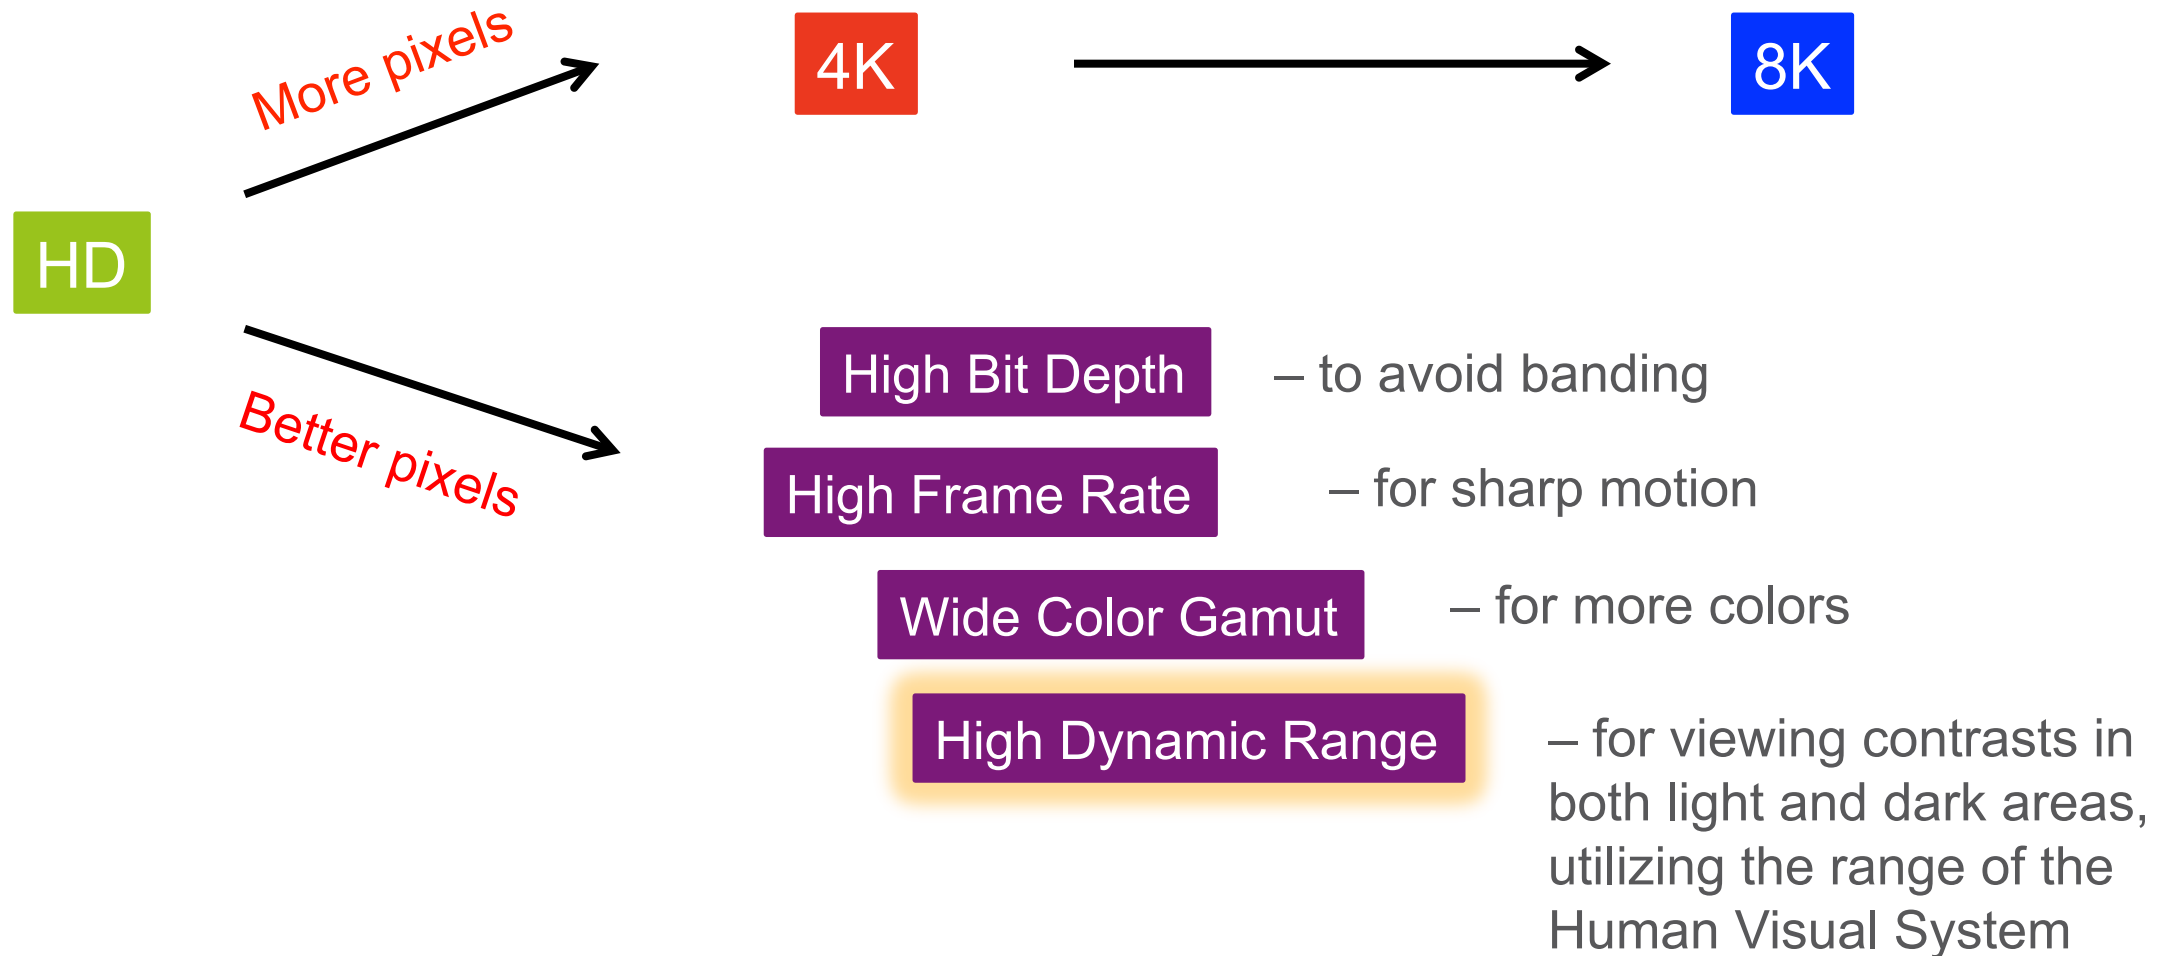 More pixels
4K
8K
HD
Better pixels
High Bit Depth
– to avoid banding
High Frame Rate
– for sharp motion
Wide Color Gamut
– for more colors
High Dynamic Range
– for viewing contrasts in
both light and dark areas,
utilizing the range of the
Human Visual System